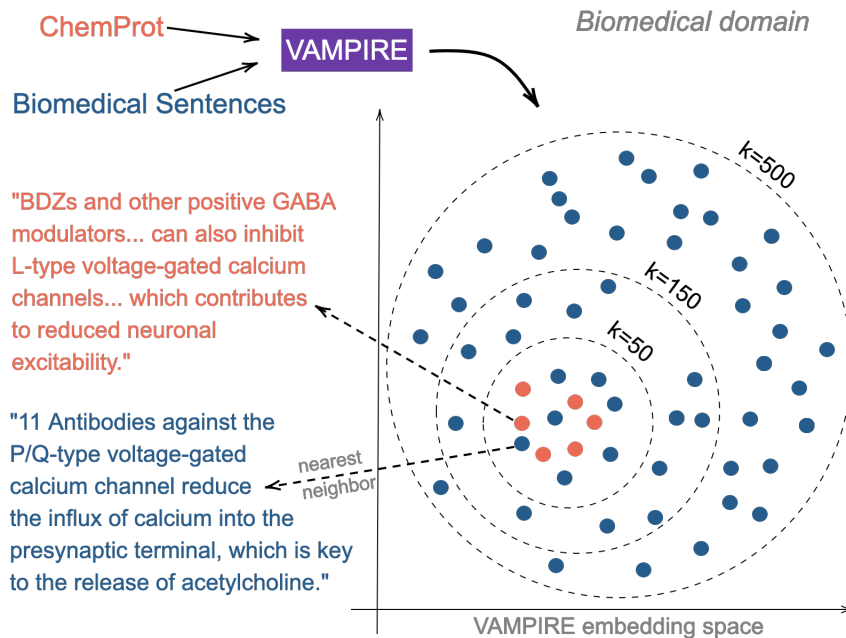 ChemProt
VAMPIRE
Biomedical domain
Biomedical Sentences
k=500
k=150
k=50
"BDZs and other positive GABA
modulators... can also inhibit
L-type voltage-gated calcium
channels... which contributes
to reduced neuronal
excitability."
"11 Antibodies against the
P/Q-type voltage-gated
calcium channel reduce
the influx of calcium into the
presynaptic terminal, which is key
to the release of acetylcholine."
nearest
neighbor
VAMPIRE embedding space